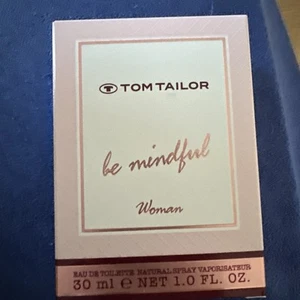 TOM TAILOR
be mindful
Woman
EAU DE TOILETTE NATURAL SPRAY VAPORISATEUR
30 ml ℮ NET 1.0 FL. OZ.